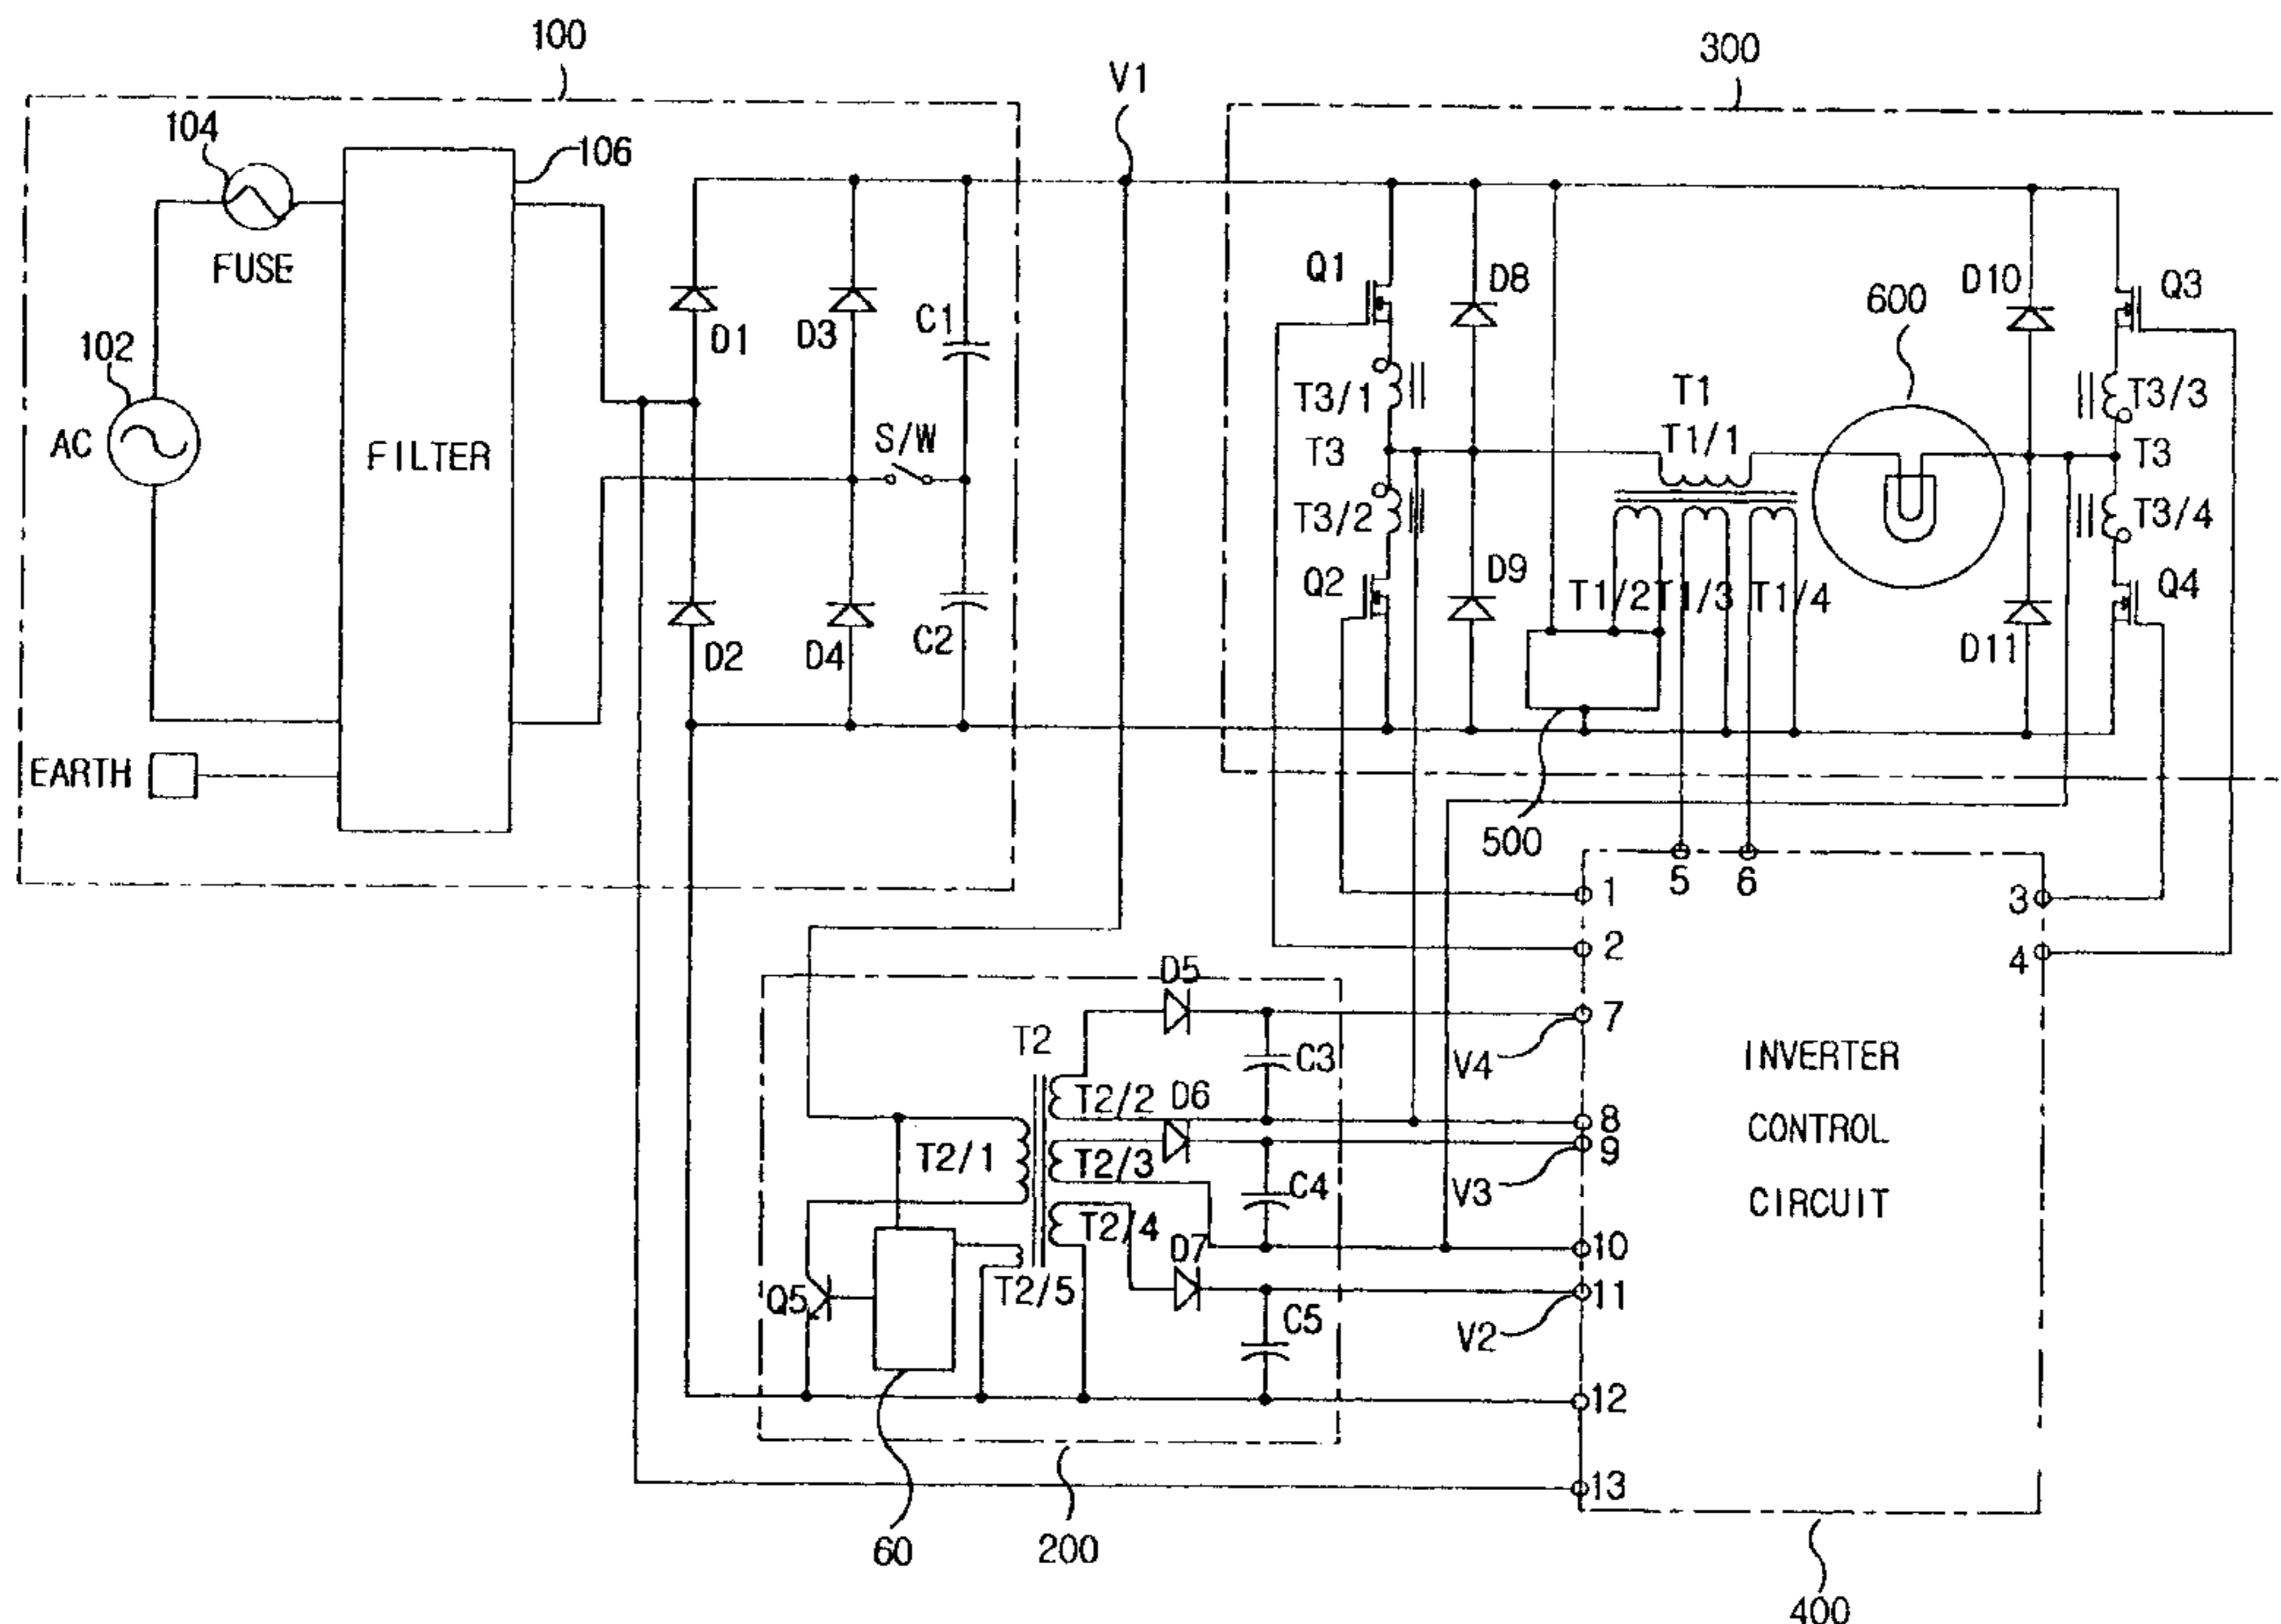 100
V1
300
104
106
FUSE
102
AC
FILTER
EARTH
D1
D3
C1
S/W
D2
D4
C2
Q1
D8
T3/1
T3
T3/2
Q2
D9
T1
T1/1
T1/2
T1/3
T1/4
600
D10
Q3
T3/3
T3
T3/4
Q4
D11
500
5
6
1
2
3
4
7
8
9
10
11
12
13
V4
V3
V2
INVERTER
CONTROL
CIRCUIT
D5
T2
C3
T2/2
D6
T2/1
T2/3
C4
T2/4
D7
T2/5
Q5
C5
60
200
400